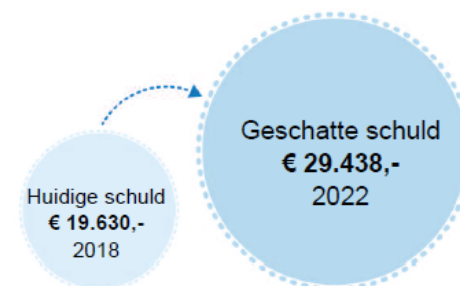 Huidige schuld
€ 19.630,-
2018
Geschatte schuld
€ 29.438,-
2022